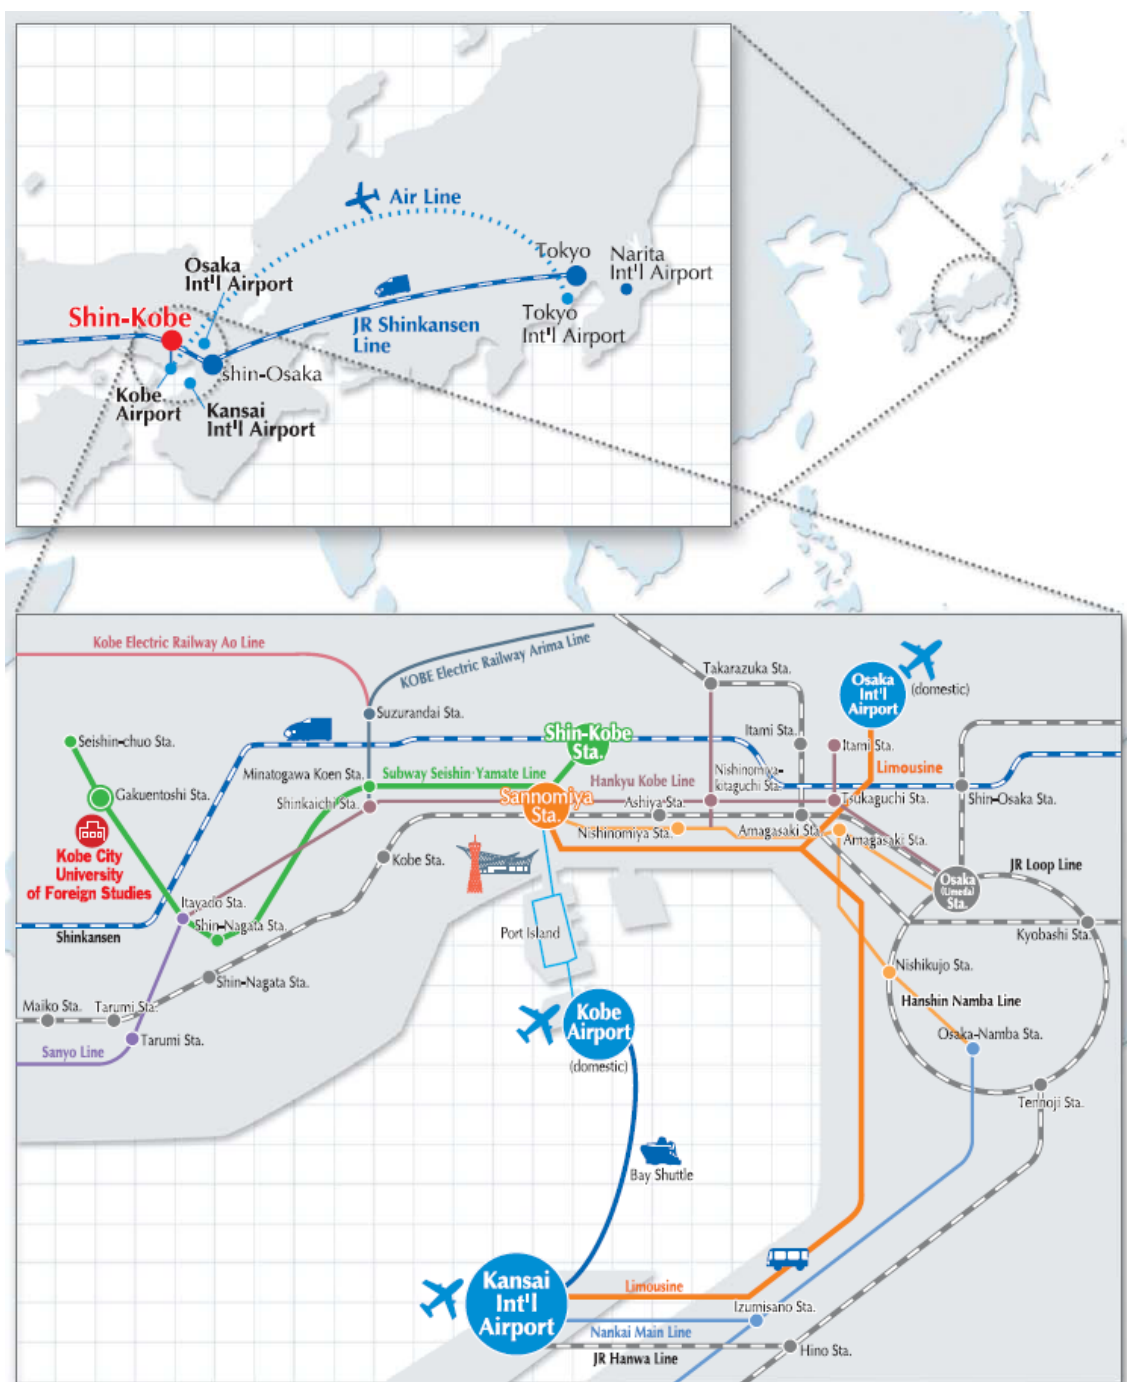 Air Line
Osaka
Int'l Airport
Tokyo
Narita
Int'l Airport
Shin-Kobe
JR Shinkansen
Line
Tokyo
Int'l Airport
shin-Osaka
Kobe
Airport
Kansai
Int'l Airport
Kobe Electric Railway Ao Line
KOBE Electric Railway Arima Line
Takarazuka Sta.
Osaka
Int'l
Airport
(domestic)
Suzurandai Sta.
Seishin-chuo Sta.
Shin-Kobe
Sta.
Itami Sta.
Itami Sta.
Minatogawa Koen Sta.
Subway Seishin-Yamate Line
Hankyu Kobe Line
Nishinomiya-
kitaguchi Sta.
Limousine
Gakuentoshi Sta.
Shinkaichi Sta.
Sannomiya
Sta.
Ashiya Sta.
Tsukaguchi Sta.
Shin-Osaka Sta.
Nishinomiya Sta.
Amagasaki Sta.
Amagasaki Sta.
Kobe City
University
of Foreign Studies
Kobe Sta.
JR Loop Line
Osaka
(Umeda)
Sta.
Itayado Sta.
Shin-Nagata Sta.
Shinkansen
Port Island
Kyobashi Sta.
Nishikujo Sta.
Shin-Nagata Sta.
Maiko Sta.
Tarumi Sta.
Hanshin Namba Line
Kobe
Airport
(domestic)
Sanyo Line
Tarumi Sta.
Osaka-Namba Sta.
Tennoji Sta.
Bay Shuttle
Kansai
Int'l
Airport
Limousine
Izumisano Sta.
Nankai Main Line
JR Hanwa Line
Hino Sta.